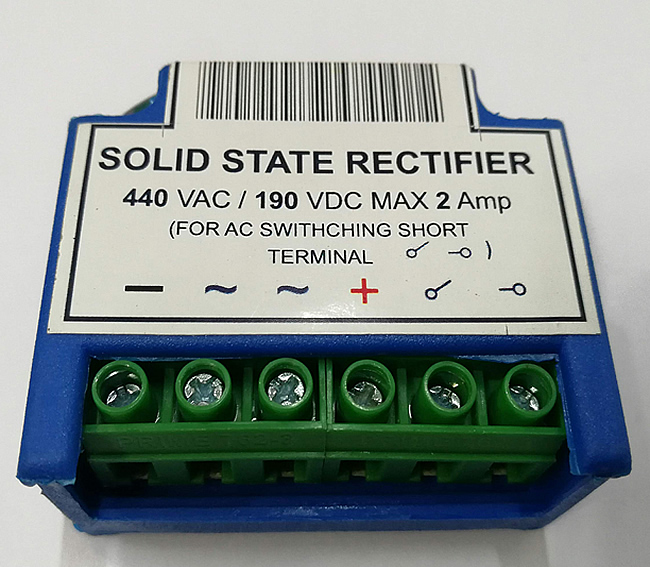 SOLID STATE RECTIFIER
440 VAC / 190 VDC MAX 2 Amp
(FOR AC SWITHCHING SHORT
TERMINAL )
— ~ ~ +